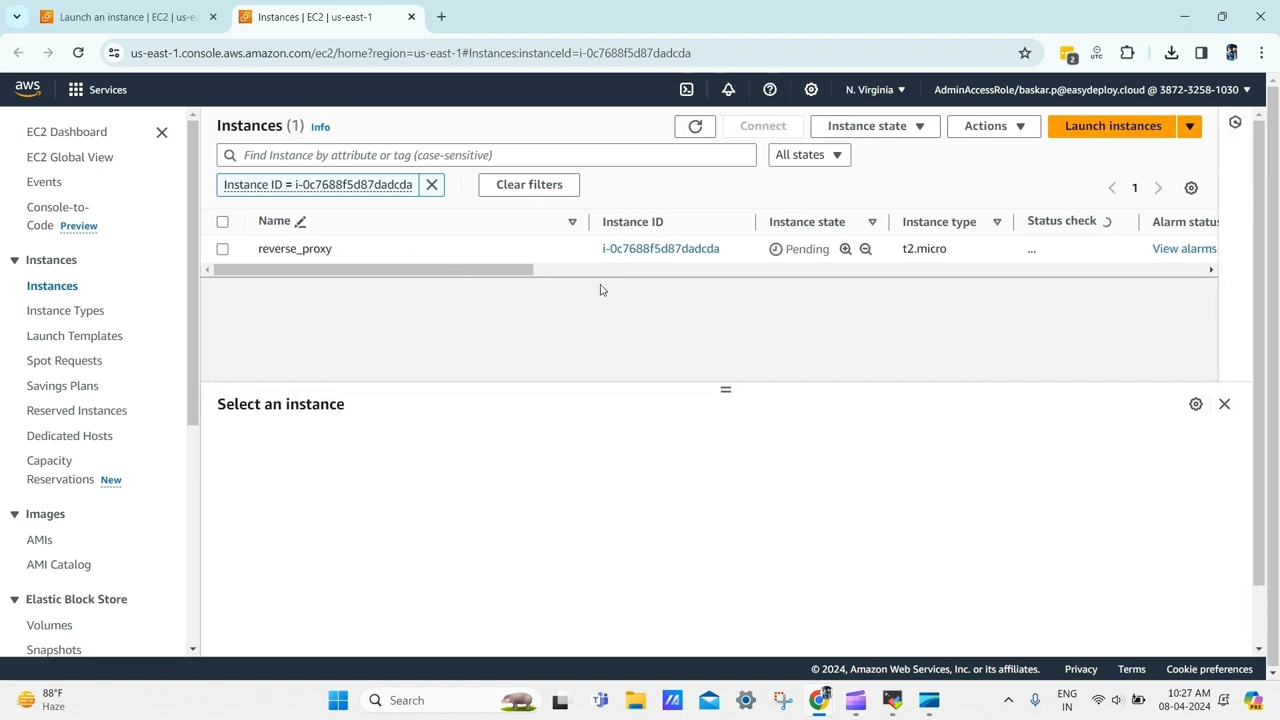 Launch an instance | EC2 | us-ea
Instances | EC2 | us-east-1
us-east-1.console.aws.amazon.com/ec2/home?region=us-east-1#Instances:instanceId=i-0c7688f5d87dadcda
2
UTC
aws
Services
N. Virginia
AdminAccessRole/baskar.p@easydeploy.cloud @ 3872-3258-1030
EC2 Dashboard
EC2 Global View
Events
Console-to-
Code Preview
Instances
Instances
Instance Types
Launch Templates
Spot Requests
Savings Plans
Reserved Instances
Dedicated Hosts
Capacity
Reservations New
Images
AMIs
AMI Catalog
Elastic Block Store
Volumes
Snapshots
Instances (1) Info
Connect
Instance state
Actions
Launch instances
Find Instance by attribute or tag (case-sensitive)
All states
Instance ID = i-0c7688f5d87dadcda
Clear filters
1
Name Instance ID Instance state Instance type Status check Alarm status
reverse_proxy i-0c7688f5d87dadcda Pending t2.micro ... View alarms
Select an instance
© 2024, Amazon Web Services, Inc. or its affiliates. Privacy Terms Cookie preferences
88°F
Haze
Search
ENG
IN
10:27 AM
08-04-2024